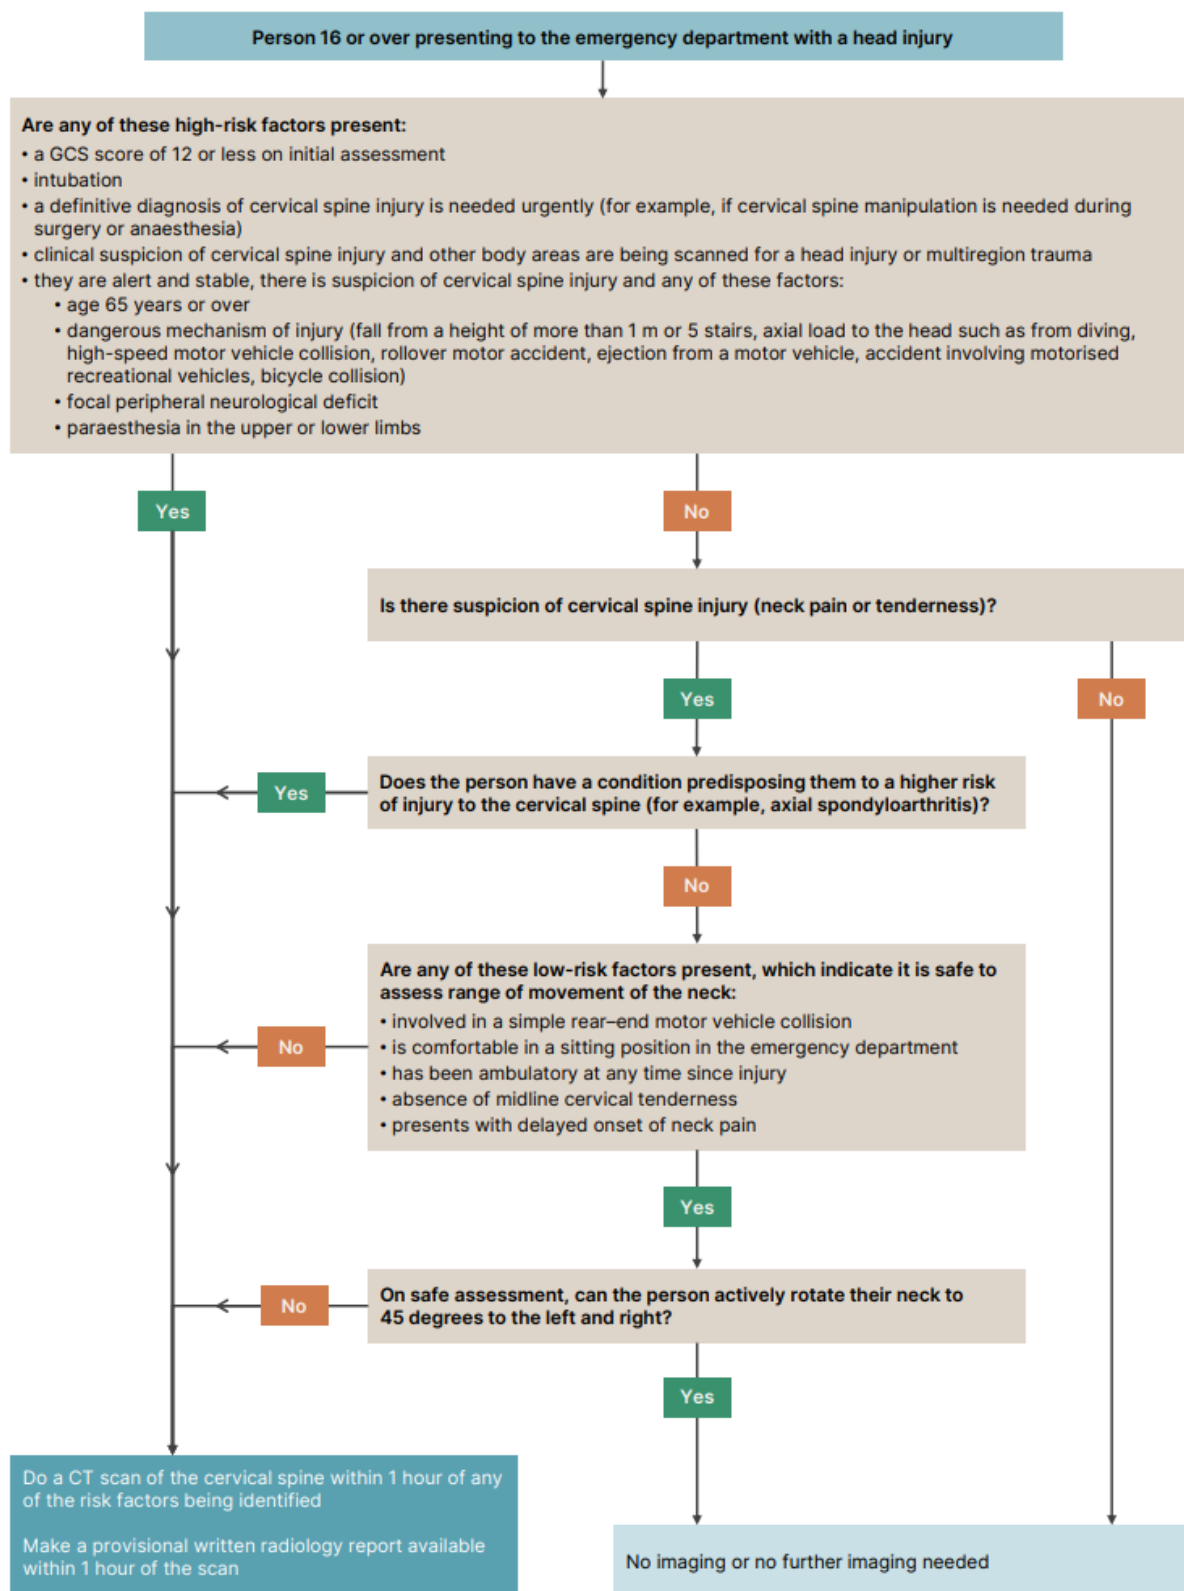 Person 16 or over presenting to the emergency department with a head injury
Are any of these high-risk factors present:
• a GCS score of 12 or less on initial assessment
• intubation
• a definitive diagnosis of cervical spine injury is needed urgently (for example, if cervical spine manipulation is needed during
surgery or anaesthesia)
• clinical suspicion of cervical spine injury and other body areas are being scanned for a head injury or multiregion trauma
• they are alert and stable, there is suspicion of cervical spine injury and any of these factors:
• age 65 years or over
• dangerous mechanism of injury (fall from a height of more than 1 m or 5 stairs, axial load to the head such as from diving,
high-speed motor vehicle collision, rollover motor accident, ejection from a motor vehicle, accident involving motorised
recreational vehicles, bicycle collision)
• focal peripheral neurological deficit
• paraesthesia in the upper or lower limbs
Yes
No
Is there suspicion of cervical spine injury (neck pain or tenderness)?
Yes
No
Does the person have a condition predisposing them to a higher risk
of injury to the cervical spine (for example, axial spondyloarthritis)?
Yes
No
Are any of these low-risk factors present, which indicate it is safe to
assess range of movement of the neck:
• involved in a simple rear–end motor vehicle collision
• is comfortable in a sitting position in the emergency department
• has been ambulatory at any time since injury
• absence of midline cervical tenderness
• presents with delayed onset of neck pain
No
Yes
On safe assessment, can the person actively rotate their neck to
45 degrees to the left and right?
No
Yes
Do a CT scan of the cervical spine within 1 hour of any
of the risk factors being identified
Make a provisional written radiology report available
within 1 hour of the scan
No imaging or no further imaging needed